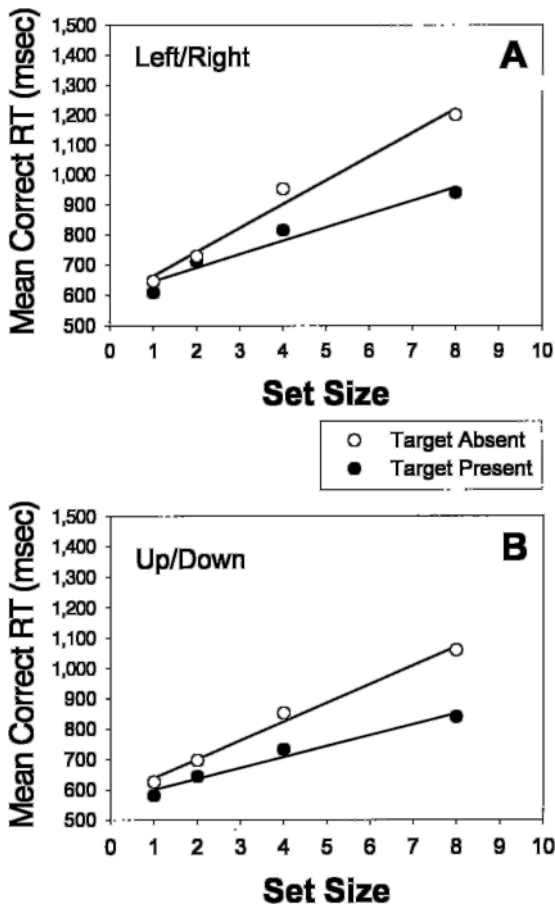 1,500
1,400
1,300
1,200
1,100
1,000
900
800
700
600
500
Mean Correct RT (msec)
Left/Right
A
0 1 2 3 4 5 6 7 8 9 10
Set Size
Target Absent
Target Present
1,500
1,400
1,300
1,200
1,100
1,000
900
800
700
600
500
Mean Correct RT (msec)
Up/Down
B
0 1 2 3 4 5 6 7 8 9 10
Set Size